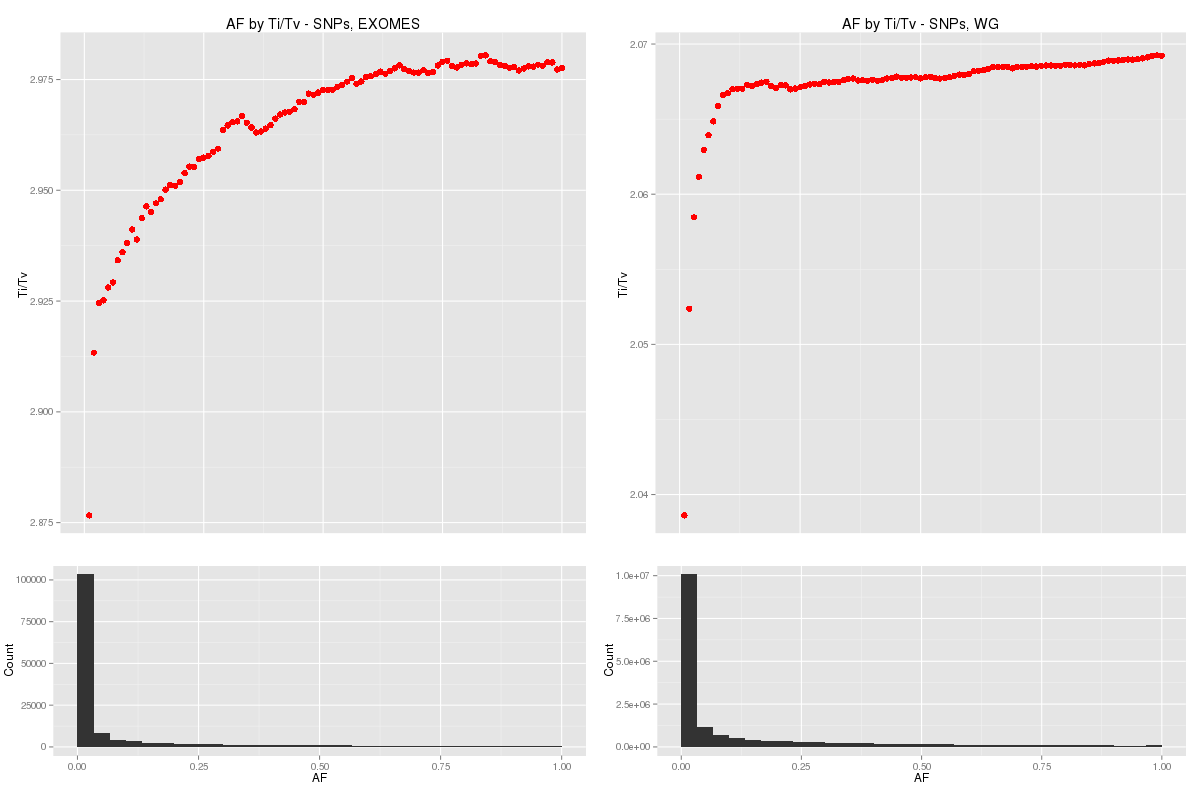 AF by Ti/Tv - SNPs, EXOMES
Ti/Tv
2.975
2.950
2.925
2.900
2.875
AF by Ti/Tv - SNPs, WG
Ti/Tv
2.07
2.06
2.05
2.04
Count
100000
75000
50000
25000
0
0.00 0.25 0.50 0.75 1.00
AF
Count
1.0e+07
7.5e+06
5.0e+06
2.5e+06
0.0e+00
0.00 0.25 0.50 0.75 1.00
AF